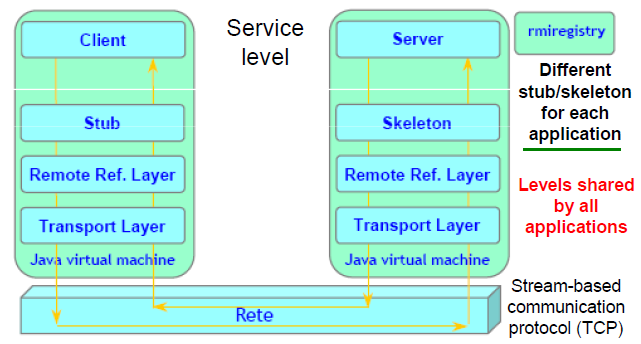 Client
Service
level
Server
rmiregistry
Different
stub/skeleton
for each
application
Stub
Skeleton
Remote Ref. Layer
Remote Ref. Layer
Levels shared
by all
applications
Transport Layer
Transport Layer
Java virtual machine
Java virtual machine
Stream-based
communication
protocol (TCP)
Rete